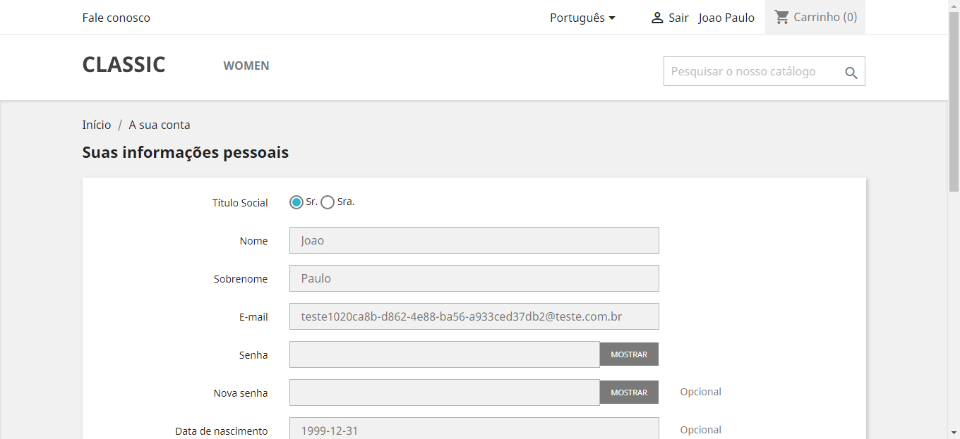 Fale conosco
Português
Sair Joao Paulo
Carrinho (0)
CLASSIC
WOMEN
Pesquisar o nosso catálogo
Início / A sua conta
Suas informações pessoais
Título Social Sr. Sra.
Nome Joao
Sobrenome Paulo
E-mail teste1020ca8b-d862-4e88-ba56-a933ced37db2@teste.com.br
Senha MOSTRAR
Nova senha MOSTRAR Opcional
Data de nascimento 1999-12-31 Opcional